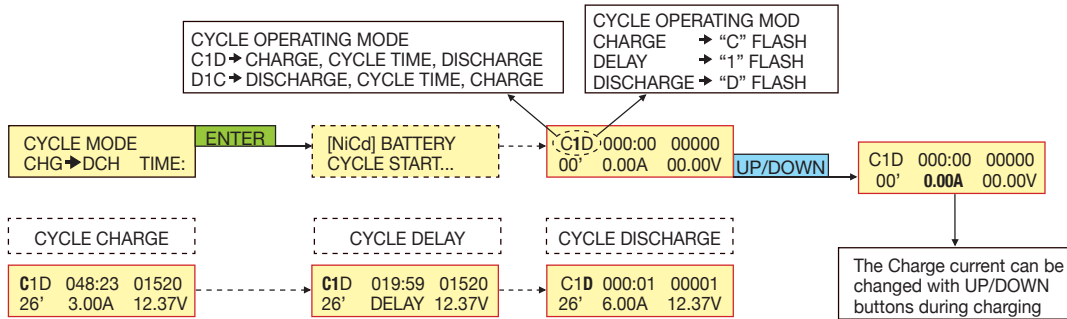 CYCLE OPERATING MODE
C1D ➔ CHARGE, CYCLE TIME, DISCHARGE
D1C ➔ DISCHARGE, CYCLE TIME, CHARGE
CYCLE OPERATING MOD
CHARGE ➔ “C” FLASH
DELAY ➔ “1” FLASH
DISCHARGE ➔ “D” FLASH
CYCLE MODE
CHG➔DCH TIME:
ENTER
[NiCd] BATTERY
CYCLE START...
C1D 000:00 00000
00’ 0.00A 00.00V
UP/DOWN
C1D 000:00 00000
00’ 0.00A 00.00V
CYCLE CHARGE
C1D 048:23 01520
26’ 3.00A 12.37V
CYCLE DELAY
C1D 019:59 01520
26’ DELAY 12.37V
CYCLE DISCHARGE
C1D 000:01 00001
26’ 6.00A 12.37V
The Charge current can be
changed with UP/DOWN
buttons during charging